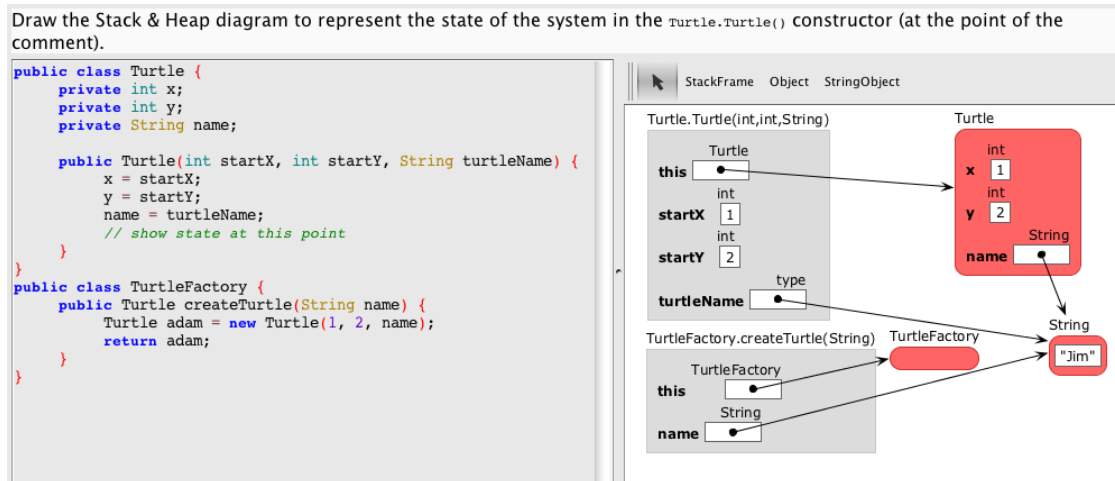 Draw the Stack & Heap diagram to represent the state of the system in the Turtle.Turtle() constructor (at the point of the
comment).
public class Turtle {
private int x;
private int y;
private String name;
public Turtle(int startX, int startY, String turtleName) {
x = startX;
y = startY;
name = turtleName;
// show state at this point
}
}
public class TurtleFactory {
public Turtle createTurtle(String name) {
Turtle adam = new Turtle(1, 2, name);
return adam;
}
}
StackFrame Object StringObject
Turtle.Turtle(int,int,String)
Turtle
this
int
startX 1
int
startY 2
type
turtleName
Turtle
int
x 1
int
y 2
String
name
String
"Jim"
TurtleFactory.createTurtle(String)
TurtleFactory
this
String
name
TurtleFactory